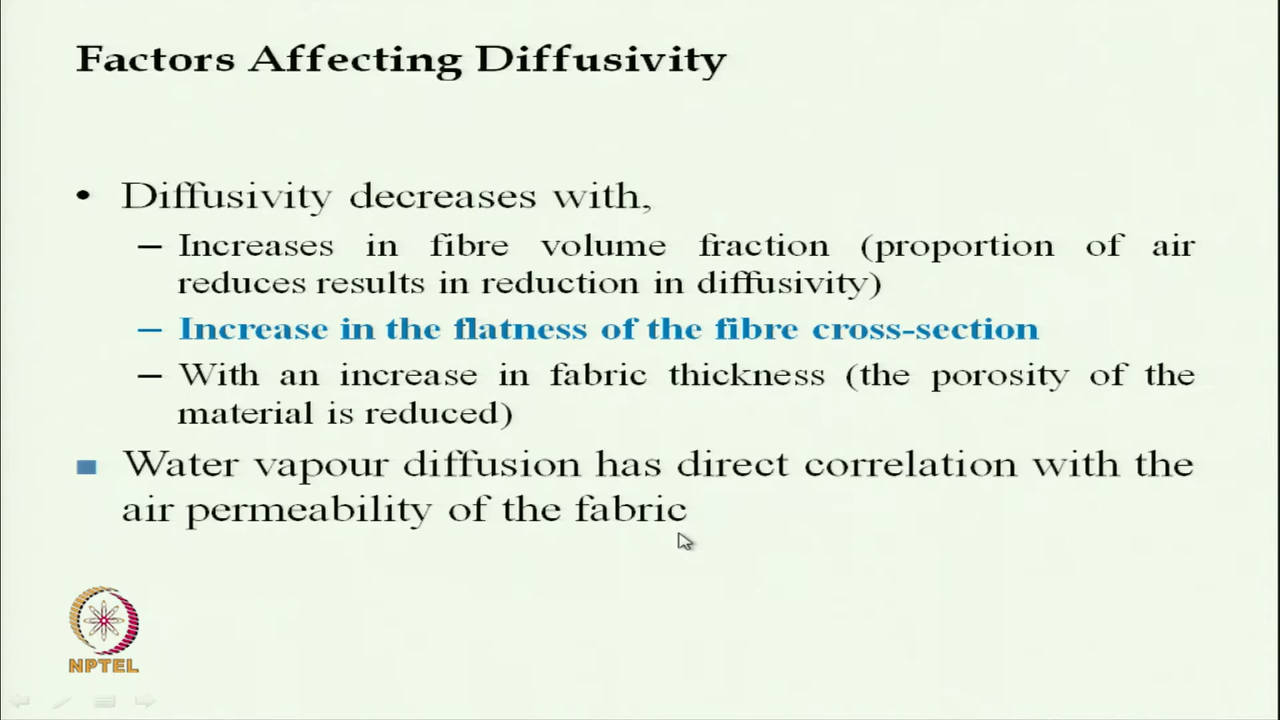 Factors Affecting Diffusivity
• Diffusivity decreases with,
– Increases in fibre volume fraction (proportion of air
reduces results in reduction in diffusivity)
– Increase in the flatness of the fibre cross-section
– With an increase in fabric thickness (the porosity of the
material is reduced)
■ Water vapour diffusion has direct correlation with the
air permeability of the fabric
NPTEL